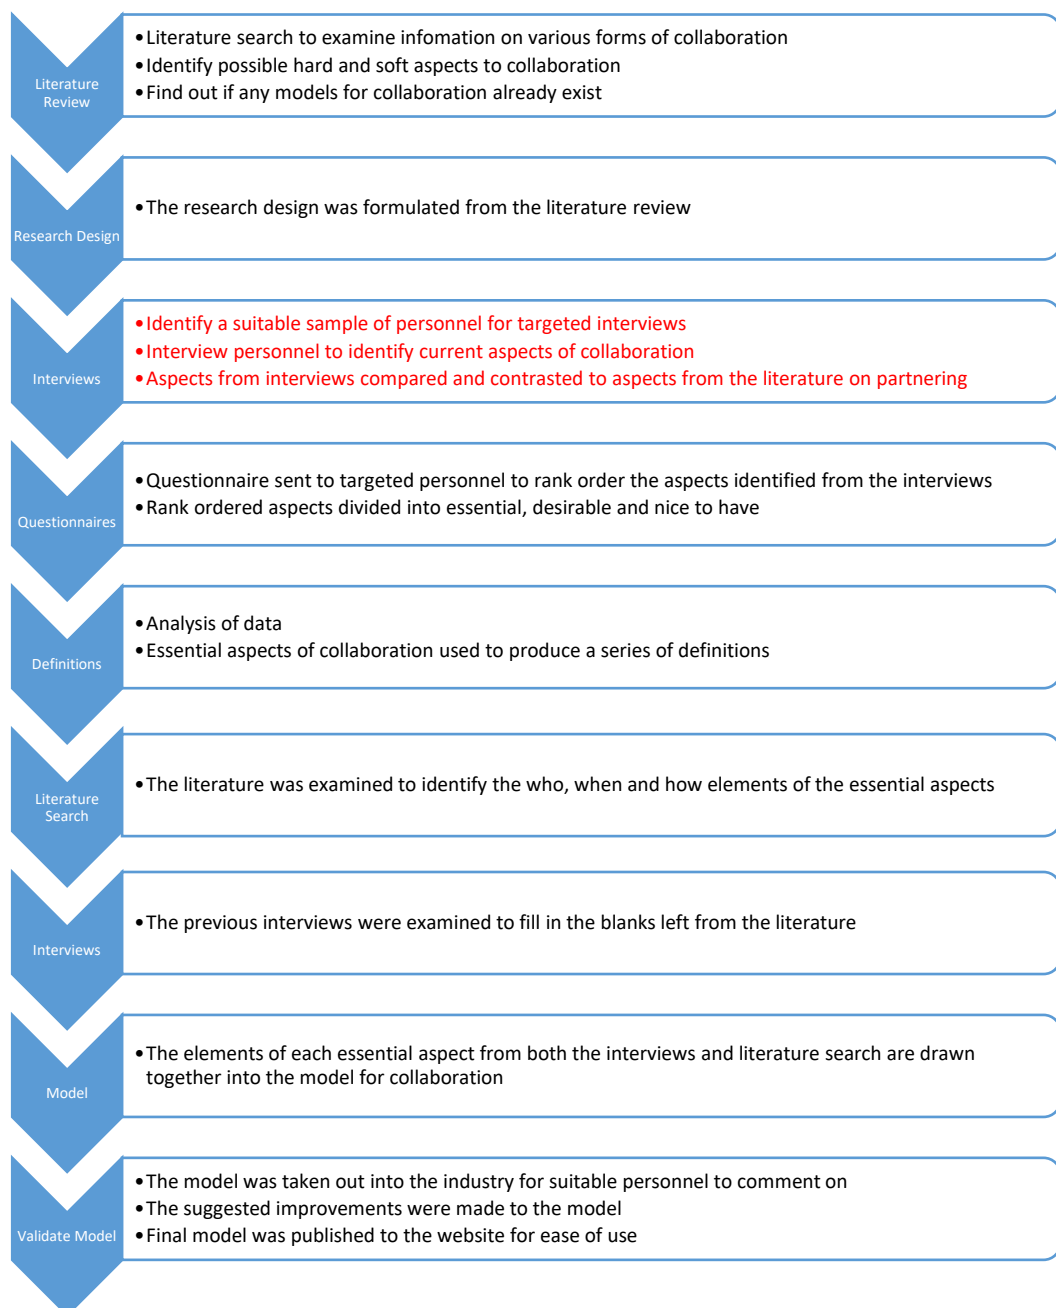 Literature
Review
•Literature search to examine infomation on various forms of collaboration
•Identify possible hard and soft aspects to collaboration
•Find out if any models for collaboration already exist
Research Design
•The research design was formulated from the literature review
Interviews
•Identify a suitable sample of personnel for targeted interviews
•Interview personnel to identify current aspects of collaboration
•Aspects from interviews compared and contrasted to aspects from the literature on partnering
Questionnaires
•Questionnaire sent to targeted personnel to rank order the aspects identified from the interviews
•Rank ordered aspects divided into essential, desirable and nice to have
Definitions
•Analysis of data
•Essential aspects of collaboration used to produce a series of definitions
Literature
Search
•The literature was examined to identify the who, when and how elements of the essential aspects
Interviews
•The previous interviews were examined to fill in the blanks left from the literature
Model
•The elements of each essential aspect from both the interviews and literature search are drawn
together into the model for collaboration
Validate Model
•The model was taken out into the industry for suitable personnel to comment on
•The suggested improvements were made to the model
•Final model was published to the website for ease of use